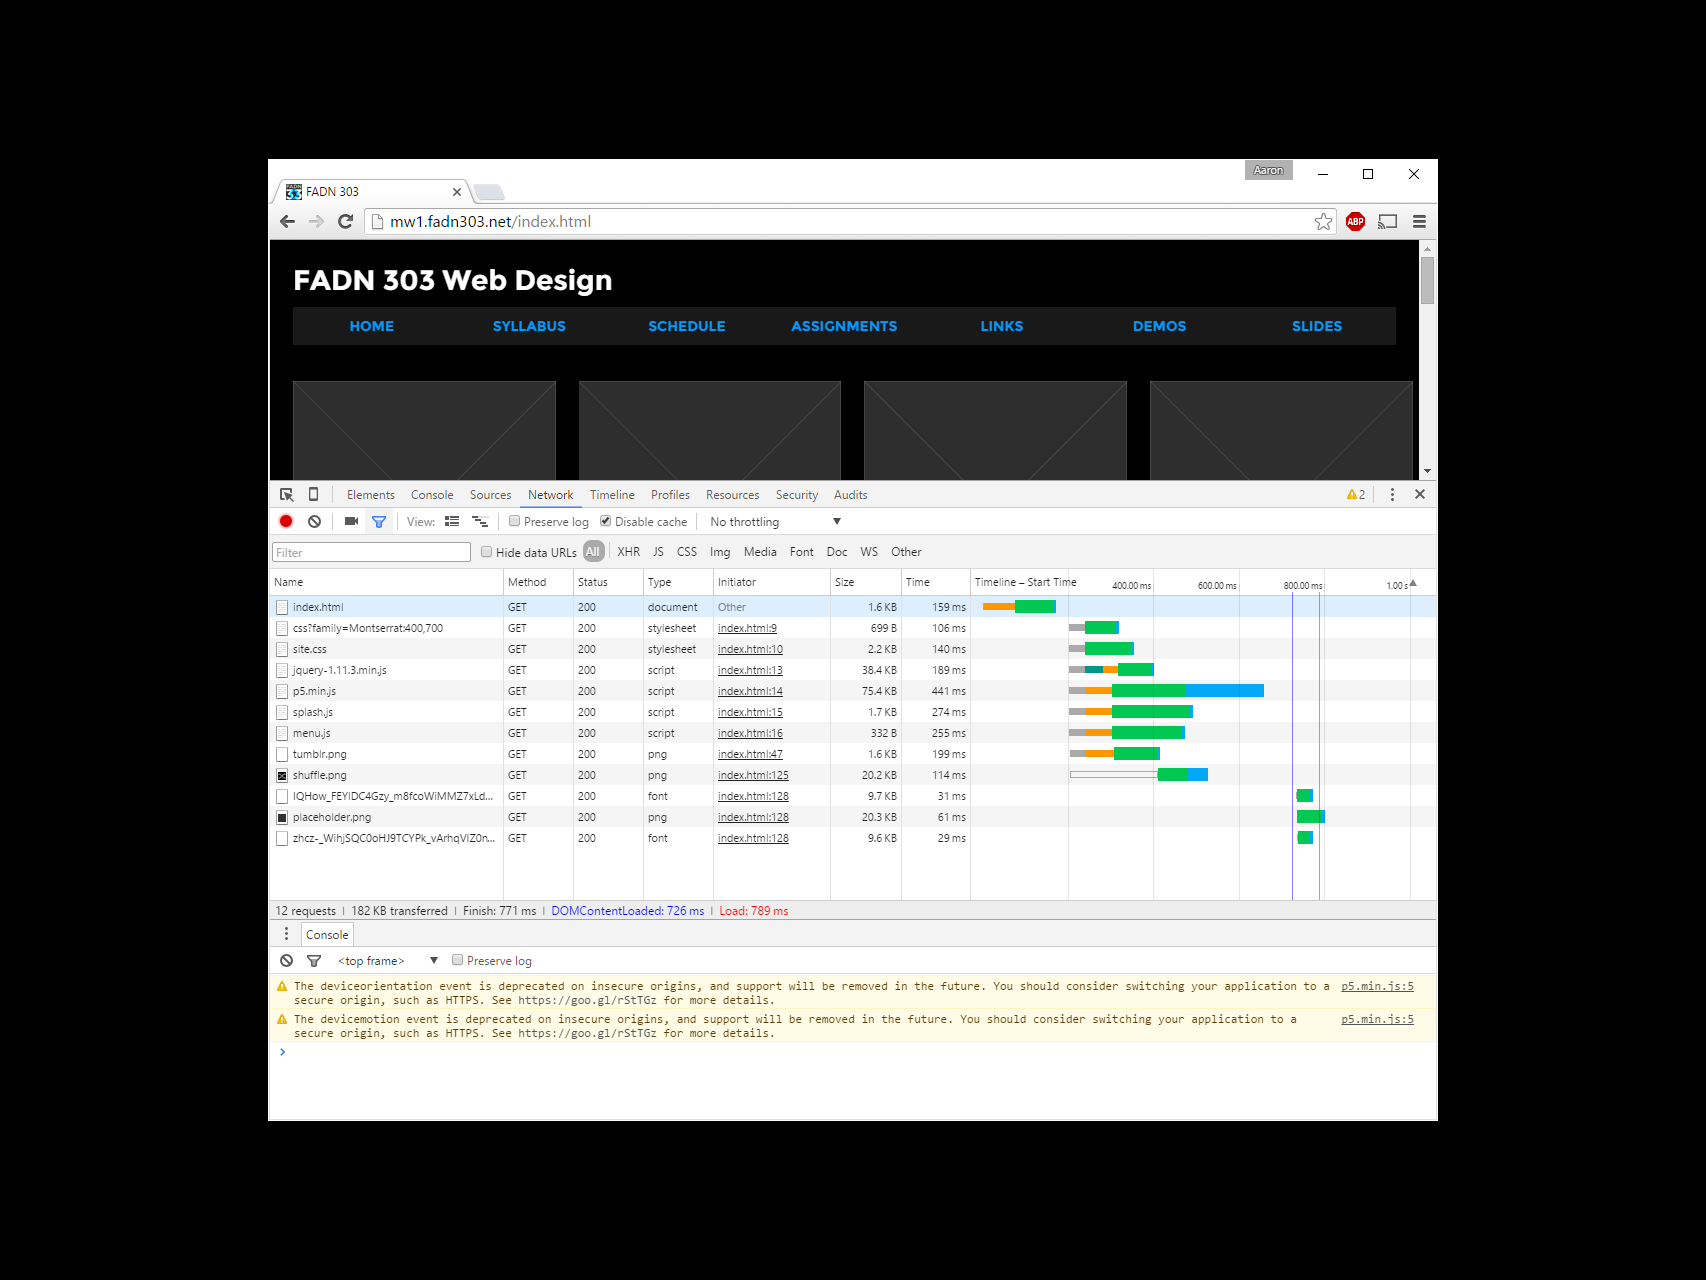 Aaron
FADN 303
mw1.fadn303.net/index.html
ABP
FADN 303 Web Design
HOME SYLLABUS SCHEDULE ASSIGNMENTS LINKS DEMOS SLIDES
Elements Console Sources Network Timeline Profiles Resources Security Audits 2
View: Preserve log Disable cache No throttling
Filter Hide data URLs All XHR JS CSS Img Media Font Doc WS Other
Name Method Status Type Initiator Size Time Timeline – Start Time 400.00 ms 600.00 ms 800.00 ms 1.00 s
index.html GET 200 document Other 1.6 KB 159 ms
css?family=Montserrat:400,700 GET 200 stylesheet index.html:9 699 B 106 ms
site.css GET 200 stylesheet index.html:10 2.2 KB 140 ms
jquery-1.11.3.min.js GET 200 script index.html:13 38.4 KB 189 ms
p5.min.js GET 200 script index.html:14 75.4 KB 441 ms
splash.js GET 200 script index.html:15 1.7 KB 274 ms
menu.js GET 200 script index.html:16 332 B 255 ms
tumblr.png GET 200 png index.html:47 1.6 KB 199 ms
shuffle.png GET 200 png index.html:125 20.2 KB 114 ms
GET 200 font index.html:128 9.7 KB 31 ms
placeholder.png GET 200 png index.html:128 20.3 KB 61 ms
GET 200 font index.html:128 9.6 KB 29 ms
12 requests | 182 KB transferred | Finish: 771 ms | DOMContentLoaded: 726 ms | Load: 789 ms
Console
<top frame> Preserve log
The deviceorientation event is deprecated on insecure origins, and support will be removed in the future. You should consider switching your application to a p5.min.js:5
secure origin, such as HTTPS. See https://goo.gl/rStTGz for more details.
The devicemotion event is deprecated on insecure origins, and support will be removed in the future. You should consider switching your application to a p5.min.js:5
secure origin, such as HTTPS. See https://goo.gl/rStTGz for more details.